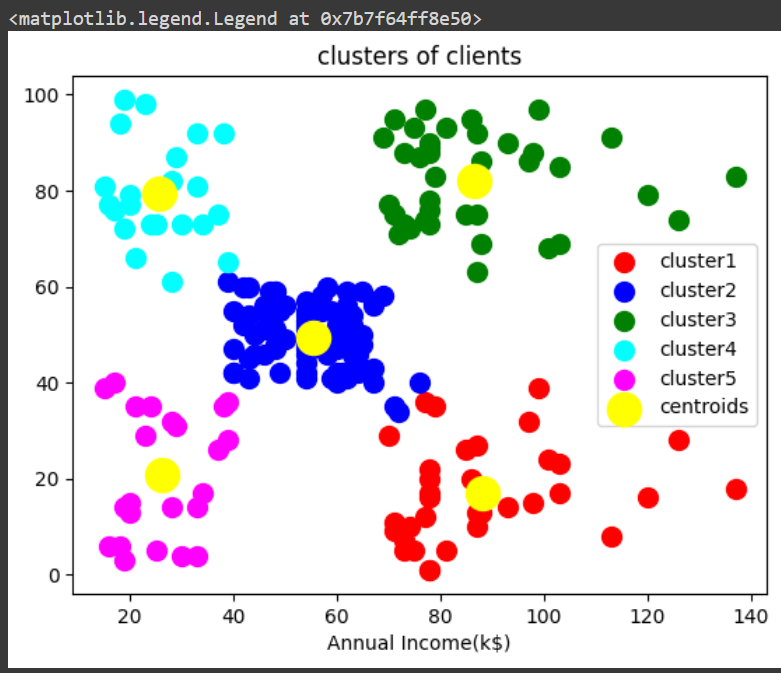 <matplotlib.legend.Legend at 0x7b7f64ff8e50>
clusters of clients
100
80
60
40
20
0
cluster1
cluster2
cluster3
cluster4
cluster5
centroids
20 40 60 80 100 120 140
Annual Income(k$)